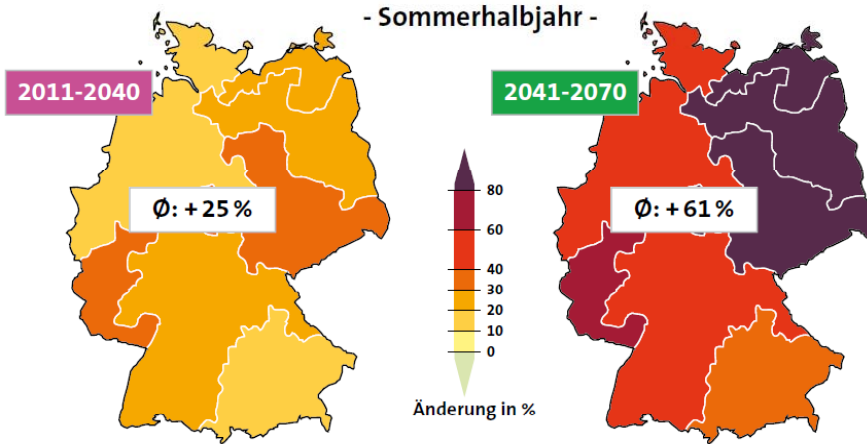 - Sommerhalbjahr -
2011-2040
2041-2070
Ø: +25 %
Ø: +61 %
80
60
40
30
20
10
0
Änderung in %